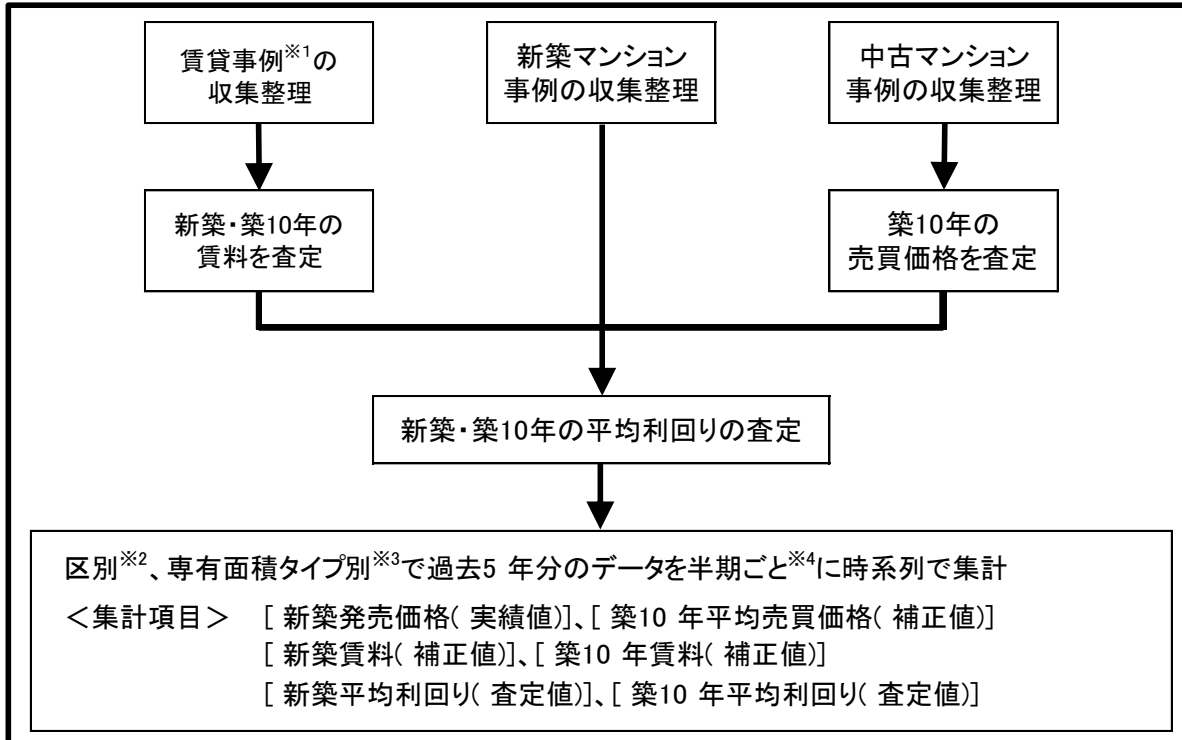 賃貸事例※1の
収集整理
新築マンション
事例の収集整理
中古マンション
事例の収集整理
新築・築10年の
賃料を査定
築10年の
売買価格を査定
新築・築10年の平均利回りの査定
区別※2、専有面積タイプ別※3で過去5 年分のデータを半期ごと※4に時系列で集計
＜集計項目＞ [ 新築発売価格( 実績値)]、[ 築10 年平均売買価格( 補正値)]
[ 新築賃料( 補正値)]、[ 築10 年賃料( 補正値)]
[ 新築平均利回り( 査定値)]、[ 築10 年平均利回り( 査定値)]